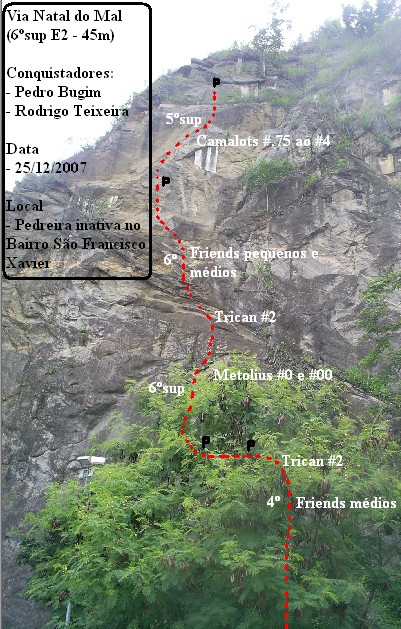 Via Natal do Mal
(6ºsup E2 - 45m)
Conquistadores:
- Pedro Bugim
- Rodrigo Teixeira
Data
- 25/12/2007
Local
- Pedreira inativa no
Bairro São Francisco
Xavier
P
5ºsup
Camalots #.75 ao #4
P
6º
Friends pequenos e
médios
Trican #2
Metolius #0 e #00
6ºsup
P
P
Trican #2
4º
Friends médios